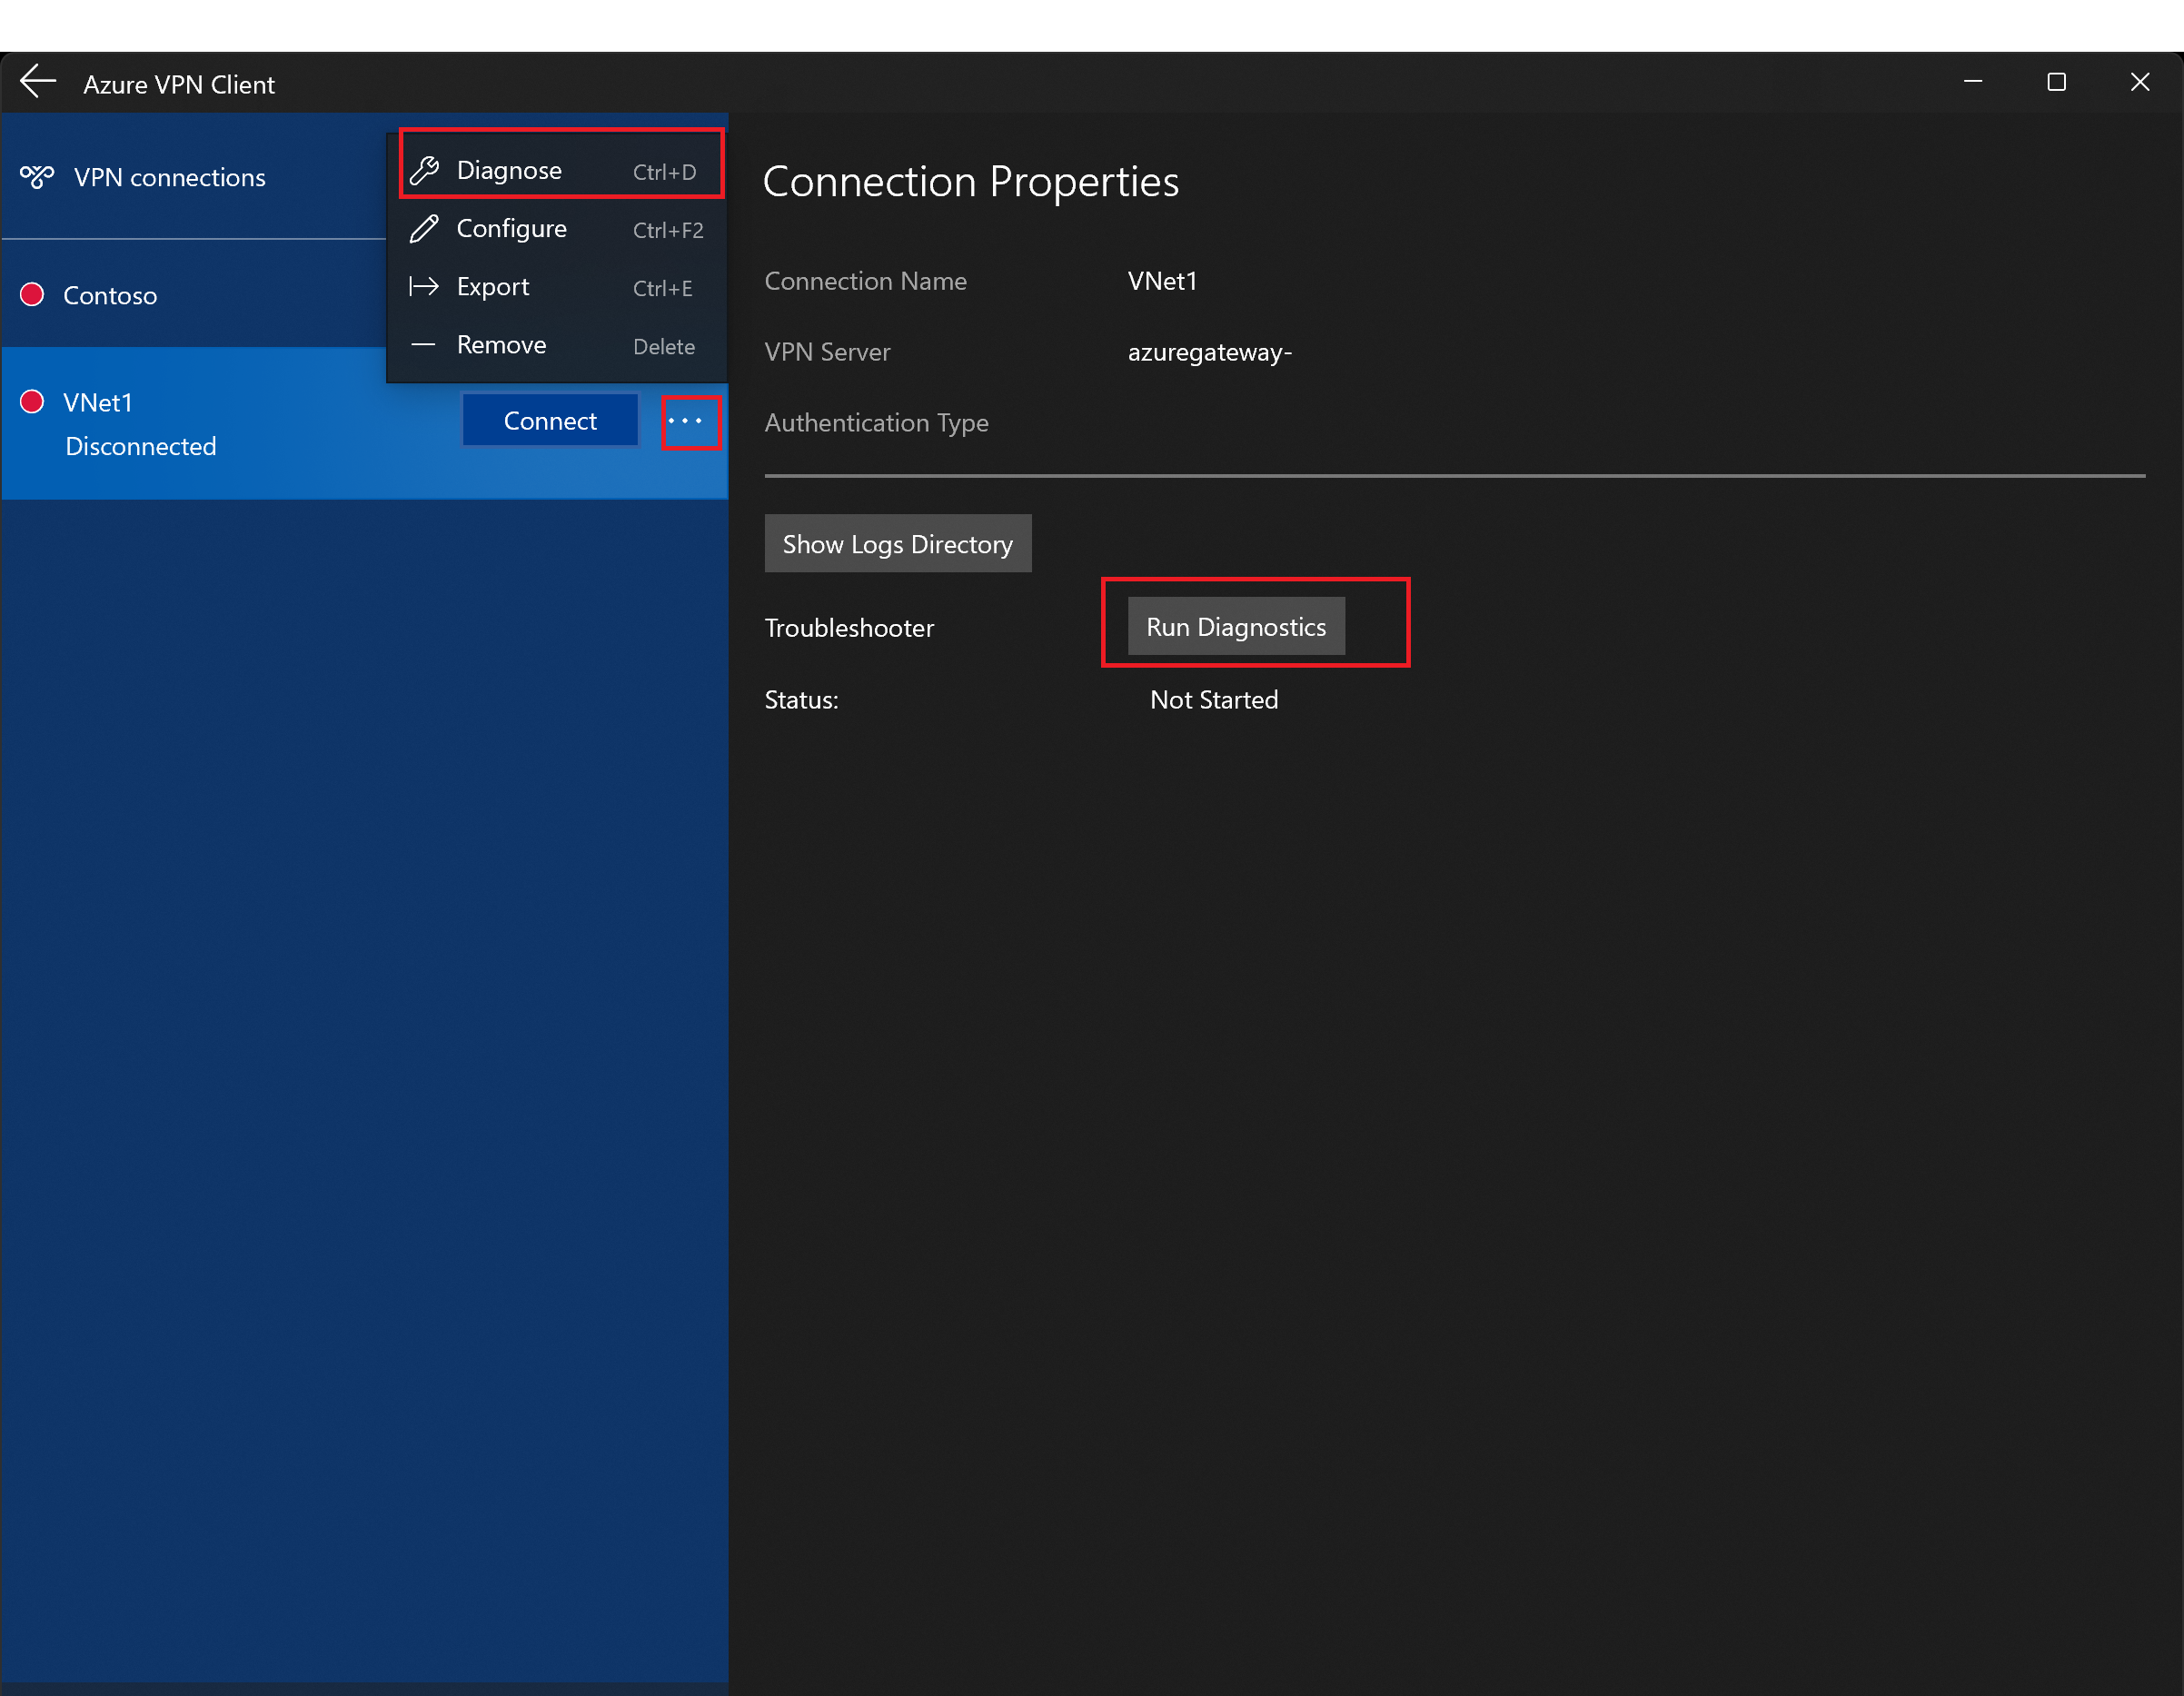 Azure VPN Client
VPN connections
Diagnose Ctrl+D
Configure Ctrl+F2
Export Ctrl+E
Remove Delete
Contoso
VNet1
Disconnected
Connect
Connection Properties
Connection Name VNet1
VPN Server azuregateway-
Authentication Type
Show Logs Directory
Troubleshooter Run Diagnostics
Status: Not Started